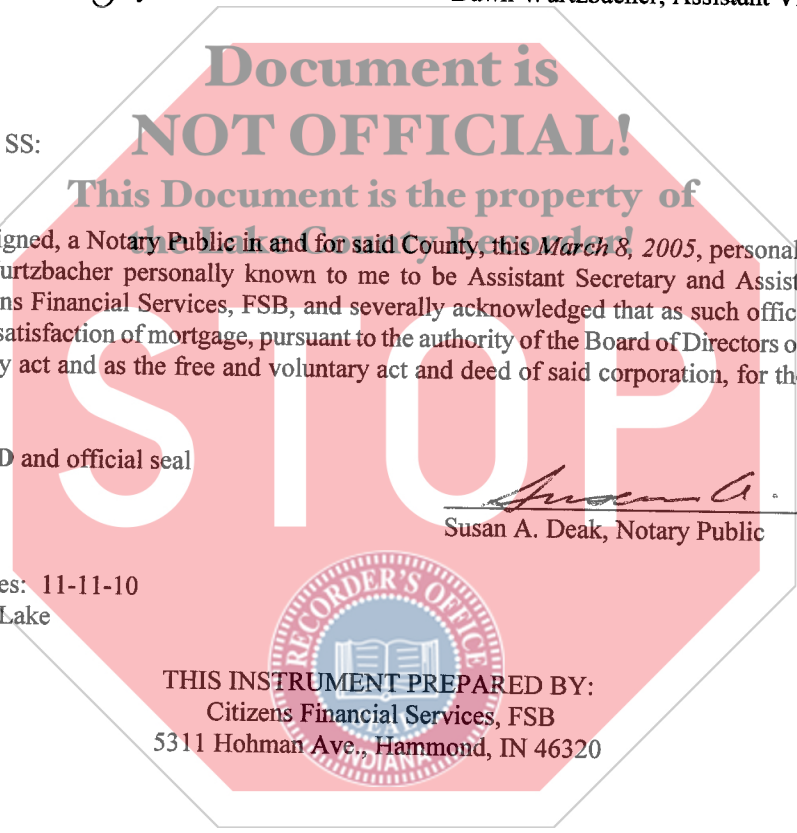 Document is
NOT OFFICIAL!
SS:
This Document is the property of
the Lake County Recorder!
igned, a Notary Public in and for said County, this March 8, 2005, personal
urtzbacher personally known to me to be Assistant Secretary and Assist
ns Financial Services, FSB, and severally acknowledged that as such offic
satisfaction of mortgage, pursuant to the authority of the Board of Directors o
y act and as the free and voluntary act and deed of said corporation, for th
STOP
D and official seal
Susan A.
Susan A. Deak, Notary Public
es: 11-11-10
Lake
RECORDER'S OFFICE
SEAL
INDIANA
THIS INSTRUMENT PREPARED BY:
Citizens Financial Services, FSB
5311 Hohman Ave., Hammond, IN 46320